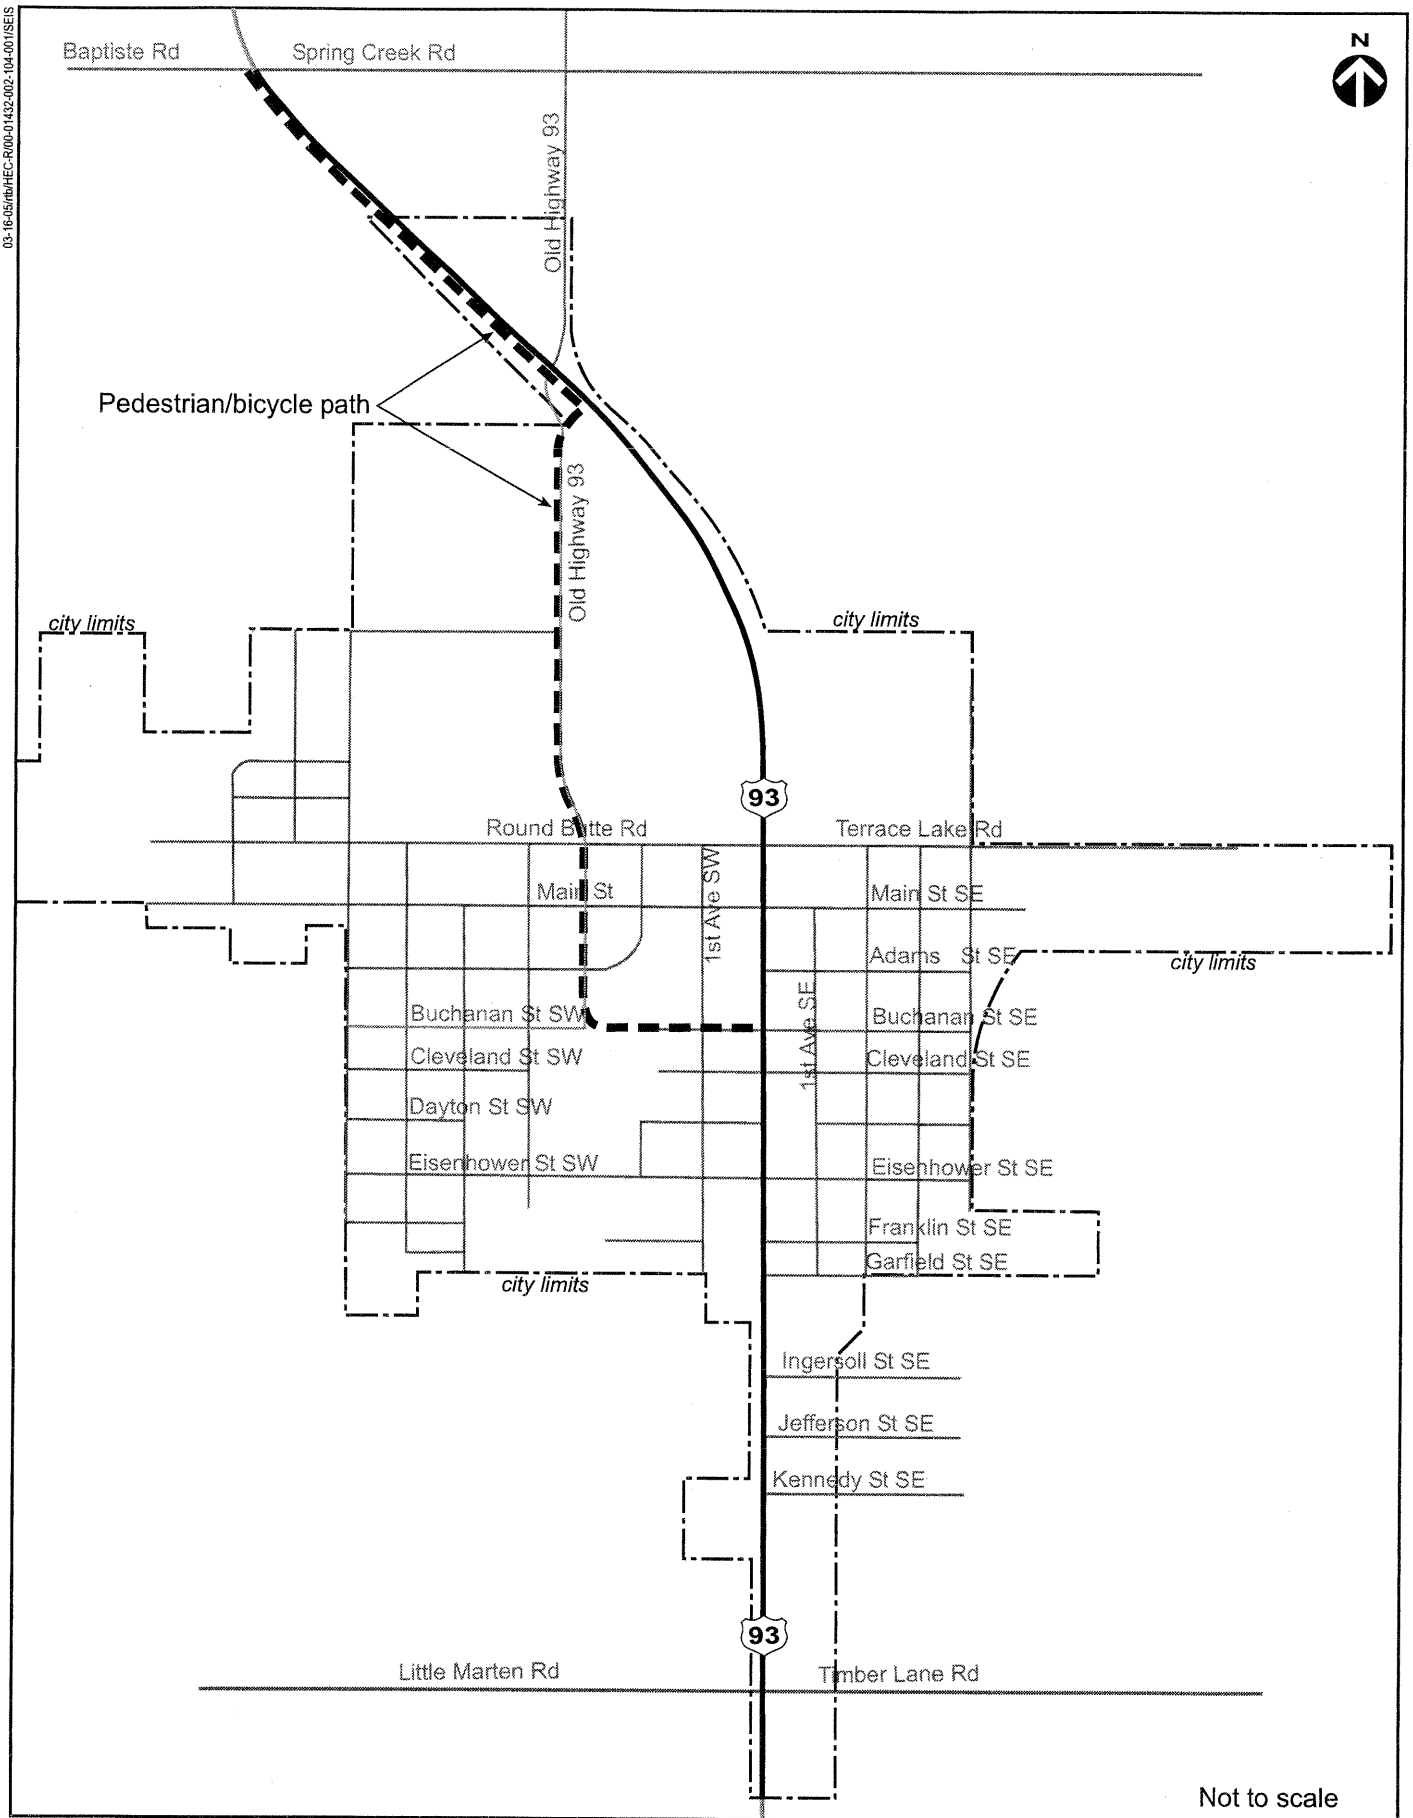 03-16-05/rtb/HEC-R/00-01432-002-104-001/SEIS
N
Baptiste Rd
Spring Creek Rd
Old Highway 93
Pedestrian/bicycle path
Old Highway 93
city limits
city limits
93
Round Butte Rd
Terrace Lake Rd
Main St
1st Ave SW
Main St SE
Adams St SE
city limits
Buchanan St SW
1st Ave SE
Buchanan St SE
Cleveland St SW
Cleveland St SE
Dayton St SW
Eisenhower St SW
Eisenhower St SE
Franklin St SE
Garfield St SE
city limits
Ingersoll St SE
Jefferson St SE
Kennedy St SE
93
Little Marten Rd
Timber Lane Rd
Not to scale